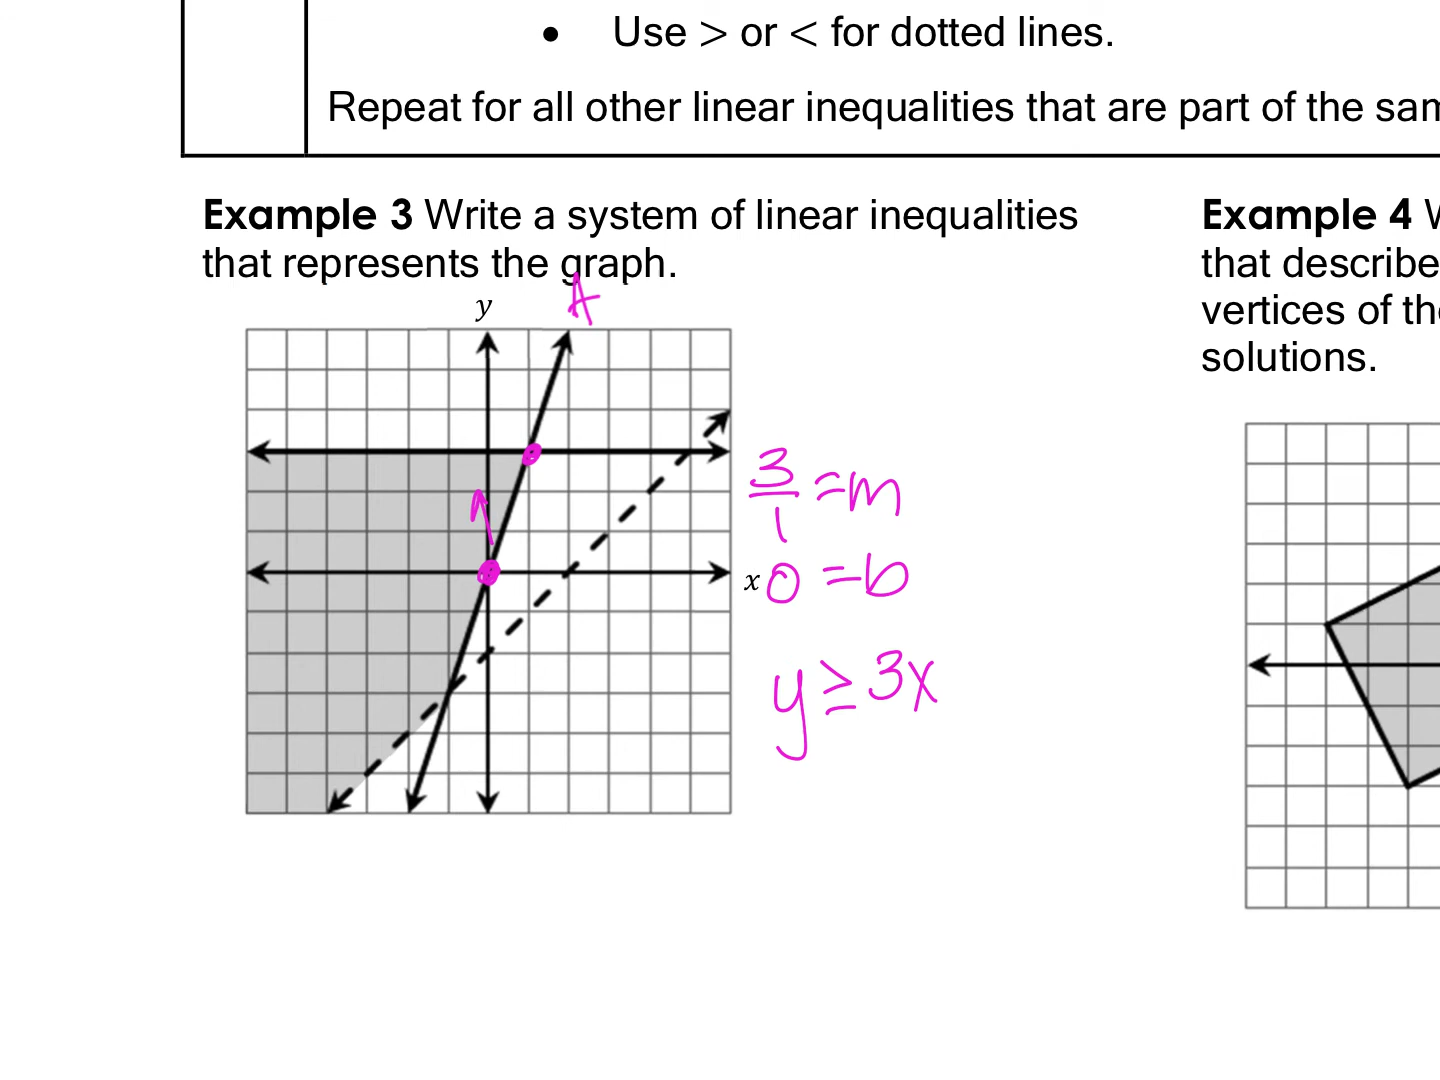 • Use > or < for dotted lines.
Repeat for all other linear inequalities that are part of the sam
Example 3 Write a system of linear inequalities
that represents the graph.
A
y
x
3/1 = m
0 = b
y ≥ 3x
Example 4 W
that describe
vertices of th
solutions.